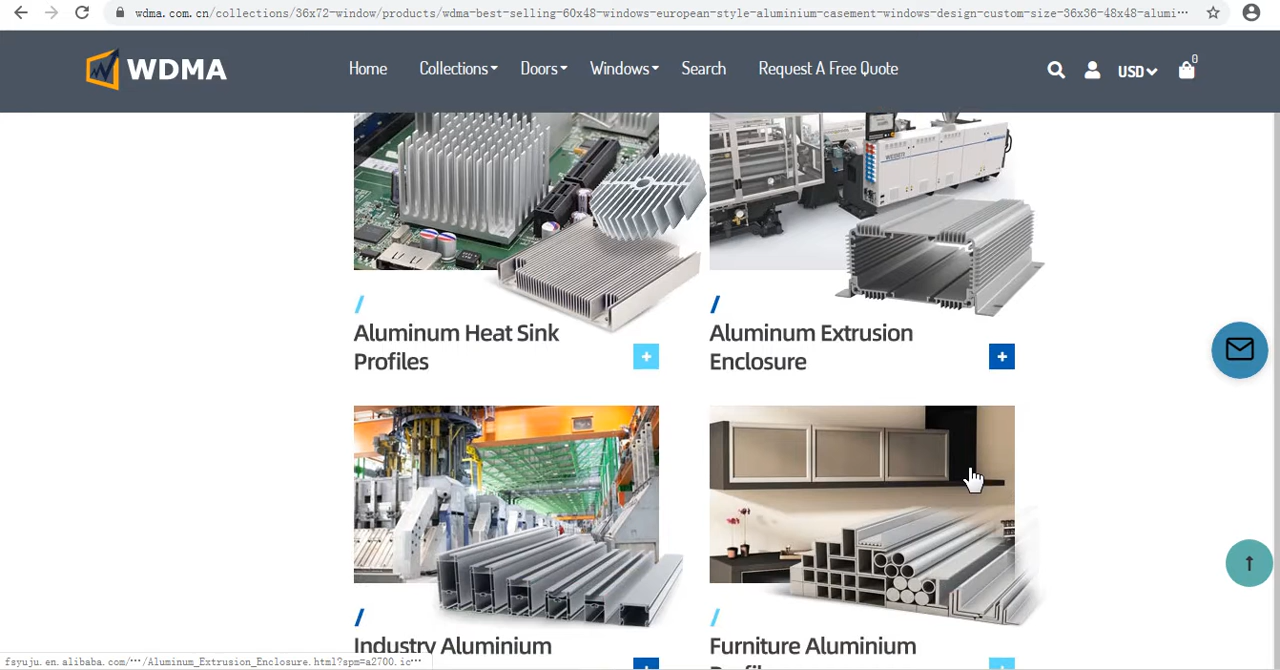 wdma.com.cn/collections/36x72-window/products/wdma-best-selling-60x48-windows-european-style-aluminium-casement-windows-design-custom-size-36x36-48x48-alumi…
WDMA
Home Collections Doors Windows Search Request A Free Quote
USD
0
/ /
Aluminum Heat Sink
Profiles
+
Aluminum Extrusion
Enclosure
+
/ /
Industry Aluminium
Furniture Aluminium
fsyuju.en.alibaba.com/…/Aluminum_Extrusion_Enclosure.html?spm=a2700.ic…